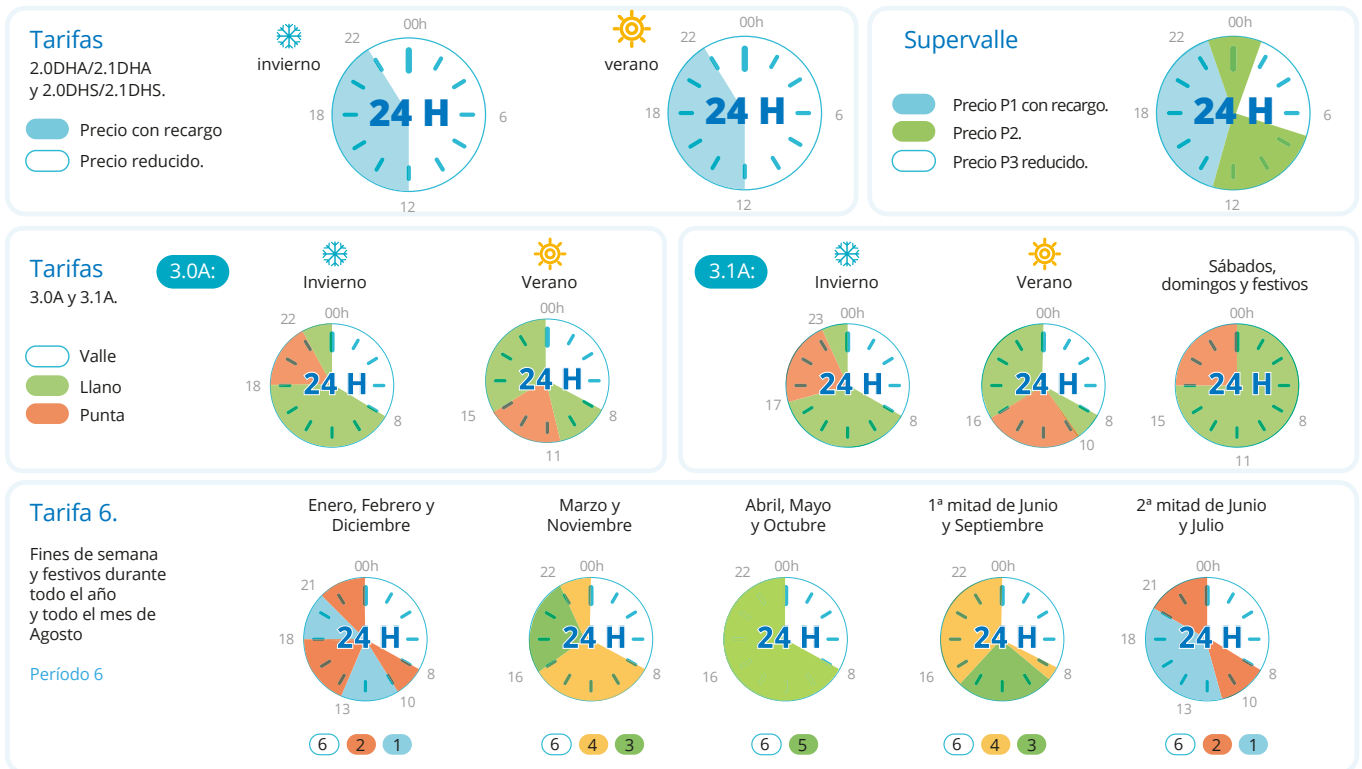 Tarifas
2.0DHA/2.1DHA
y 2.0DHS/2.1DHS.
Precio con recargo
Precio reducido.
invierno
00h
22
18
6
12
24 H
verano
00h
22
18
6
12
24 H
Supervalle
Precio P1 con recargo.
Precio P2.
Precio P3 reducido.
00h
22
18
6
12
24 H
Tarifas
3.0A y 3.1A.
Valle
Llano
Punta
3.0A:
Invierno
00h
22
18
8
24 H
Verano
00h
15
8
11
24 H
3.1A:
Invierno
23
00h
17
8
24 H
Verano
00h
16
8
10
24 H
Sábados,
domingos y festivos
00h
15
8
11
24 H
Tarifa 6.
Fines de semana
y festivos durante
todo el año
y todo el mes de
Agosto
Período 6
Enero, Febrero y
Diciembre
00h
21
18
8
10
13
24 H
6 2 1
Marzo y
Noviembre
00h
22
16
8
24 H
6 4 3
Abril, Mayo
y Octubre
00h
22
16
8
24 H
6 5
1ª mitad de Junio
y Septiembre
00h
22
16
8
24 H
6 4 3
2ª mitad de Junio
y Julio
00h
21
18
8
10
13
24 H
6 2 1